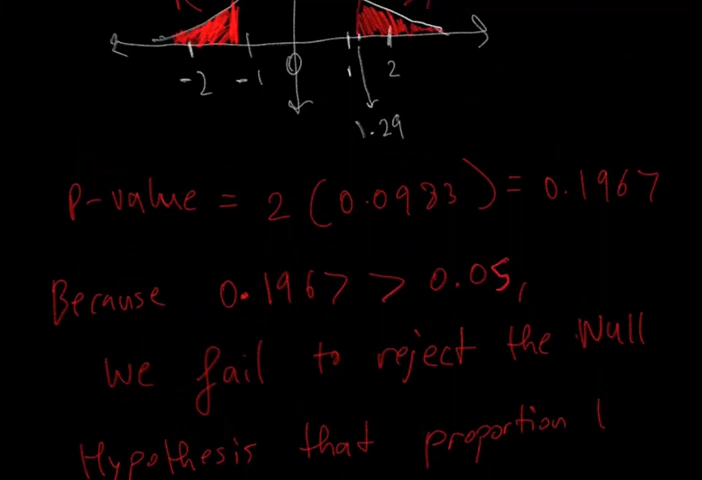 -2 -1 0 1 2
1.29
P-value = 2 (0.0983) = 0.1967
Because 0.1967 > 0.05,
we fail to reject the Null
Hypothesis that proportion